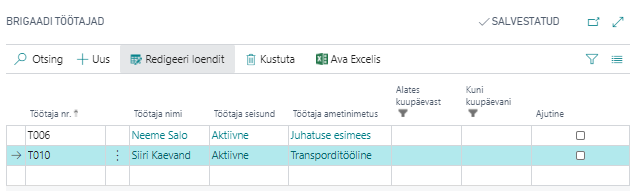 BRIGAADI TÖÖTAJAD
SALVESTATUD
Otsing
Uus
Redigeeri loendit
Kustuta
Ava Excelis
Töötaja nr. ↑
Töötaja nimi
Töötaja seisund
Töötaja ametinimetus
Alates
kuupäevast
Kuni
kuupäevani
Ajutine
T006 Neeme Salo Aktiivne Juhatuse esimees
T010 Siiri Kaevand Aktiivne Transporditööline